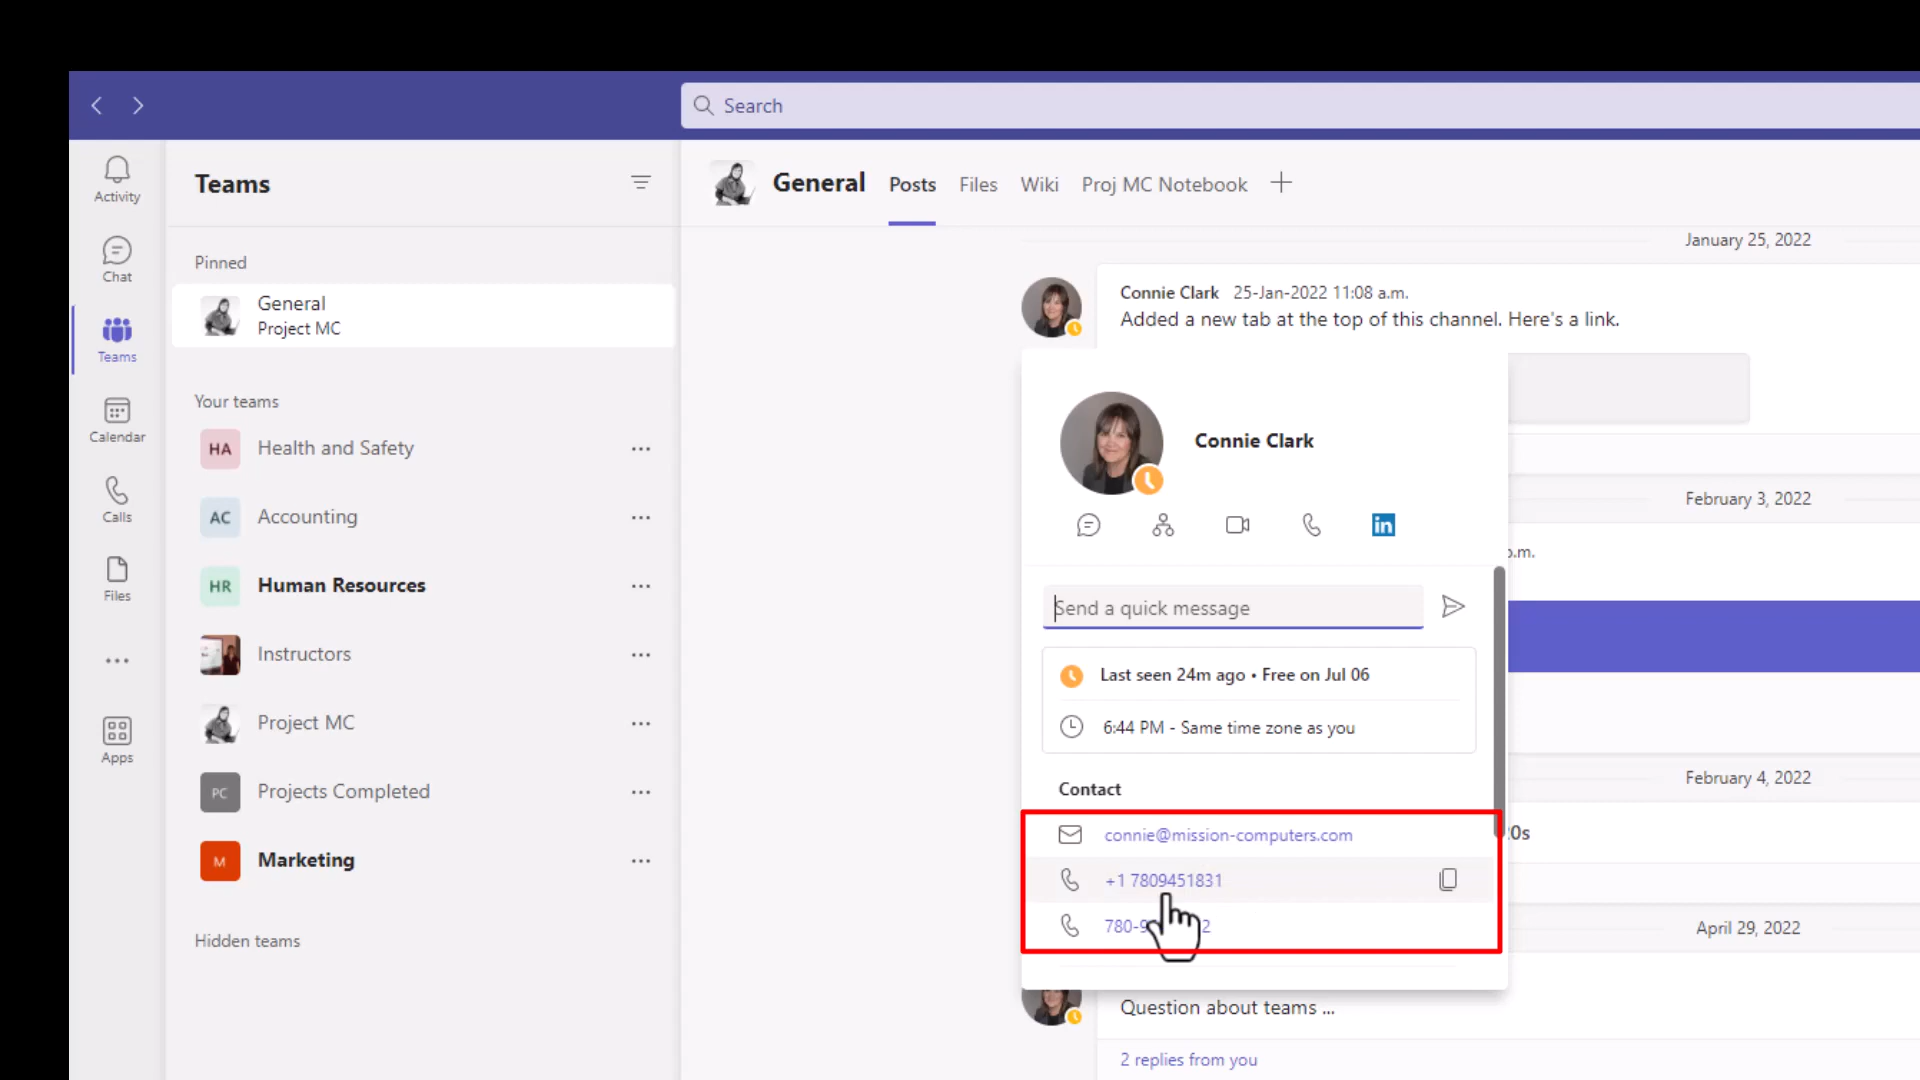 Search
Activity
Chat
Teams
Calendar
Calls
Files
Apps
Teams
Pinned
General
Project MC
Your teams
HA Health and Safety
AC Accounting
HR Human Resources
Instructors
Project MC
PC Projects Completed
M Marketing
Hidden teams
General Posts Files Wiki Proj MC Notebook
January 25, 2022
Connie Clark 25-Jan-2022 11:08 a.m.
Added a new tab at the top of this channel. Here's a link.
Connie Clark
in
Send a quick message
Last seen 24m ago • Free on Jul 06
6:44 PM - Same time zone as you
Contact
connie@mission-computers.com
+1 7809451831
February 3, 2022
February 4, 2022
April 29, 2022
Question about teams ...
2 replies from you